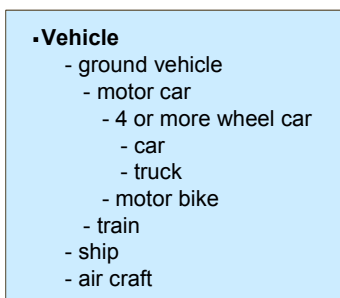 ▪Vehicle
- ground vehicle
- motor car
- 4 or more wheel car
- car
- truck
- motor bike
- train
- ship
- air craft